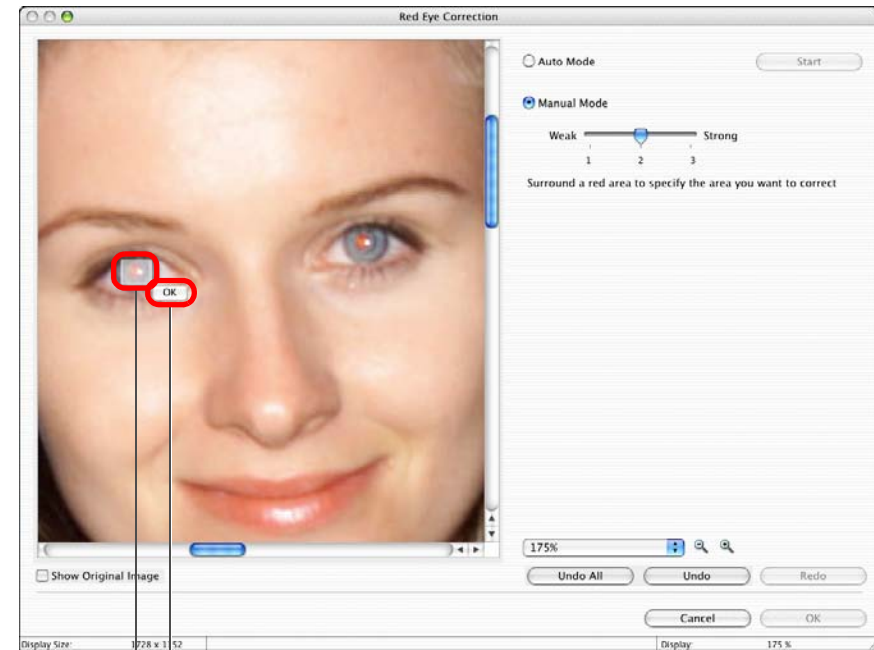 Red Eye Correction
Auto Mode
Start
Manual Mode
Weak
Strong
1 2 3
Surround a red area to specify the area you want to correct
OK
175%
Show Original Image
Undo All
Undo
Redo
Cancel
OK
Display Size: 1728 x 1152
Display: 175 %